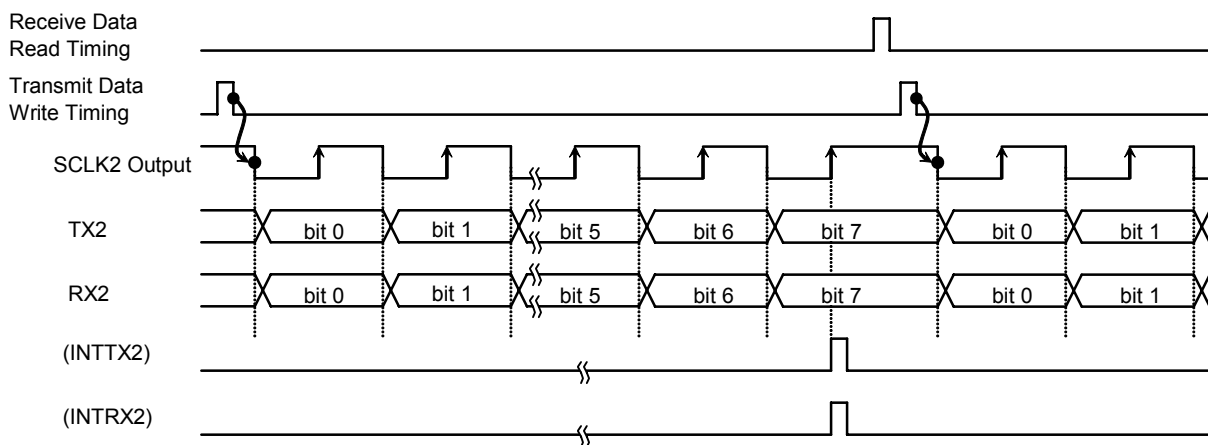 Receive Data
Read Timing
Transmit Data
Write Timing
SCLK2 Output
TX2
bit 0 bit 1 bit 5 bit 6 bit 7 bit 0 bit 1
RX2
bit 0 bit 1 bit 5 bit 6 bit 7 bit 0 bit 1
(INTTX2)
(INTRX2)